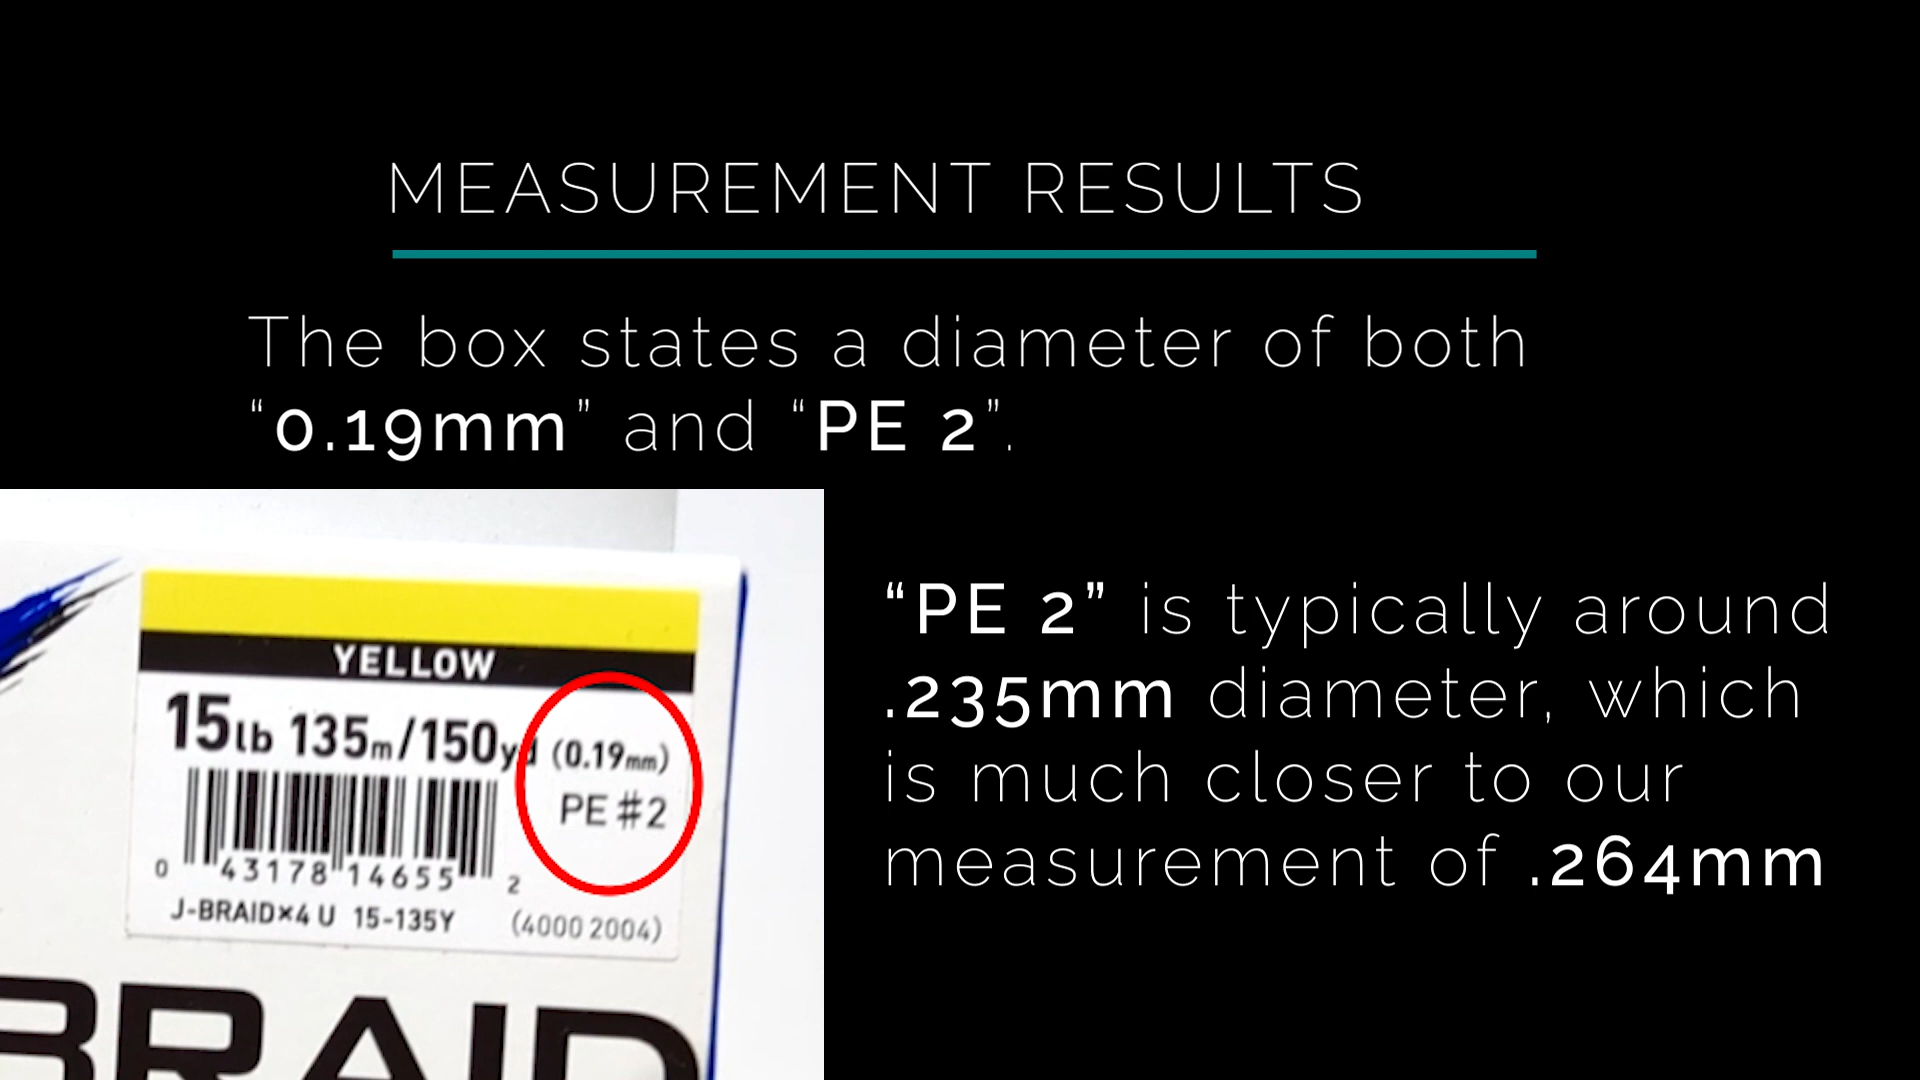 MEASUREMENT RESULTS
The box states a diameter of both
“0.19mm” and “PE 2”.
“PE 2” is typically around
.235mm diameter, which
is much closer to our
measurement of .264mm
YELLOW
15lb 135m/150yd (0.19mm)
PE #2
0 43178 14655 2
J-BRAID×4 U 15-135Y (4000 2004)
BRAID